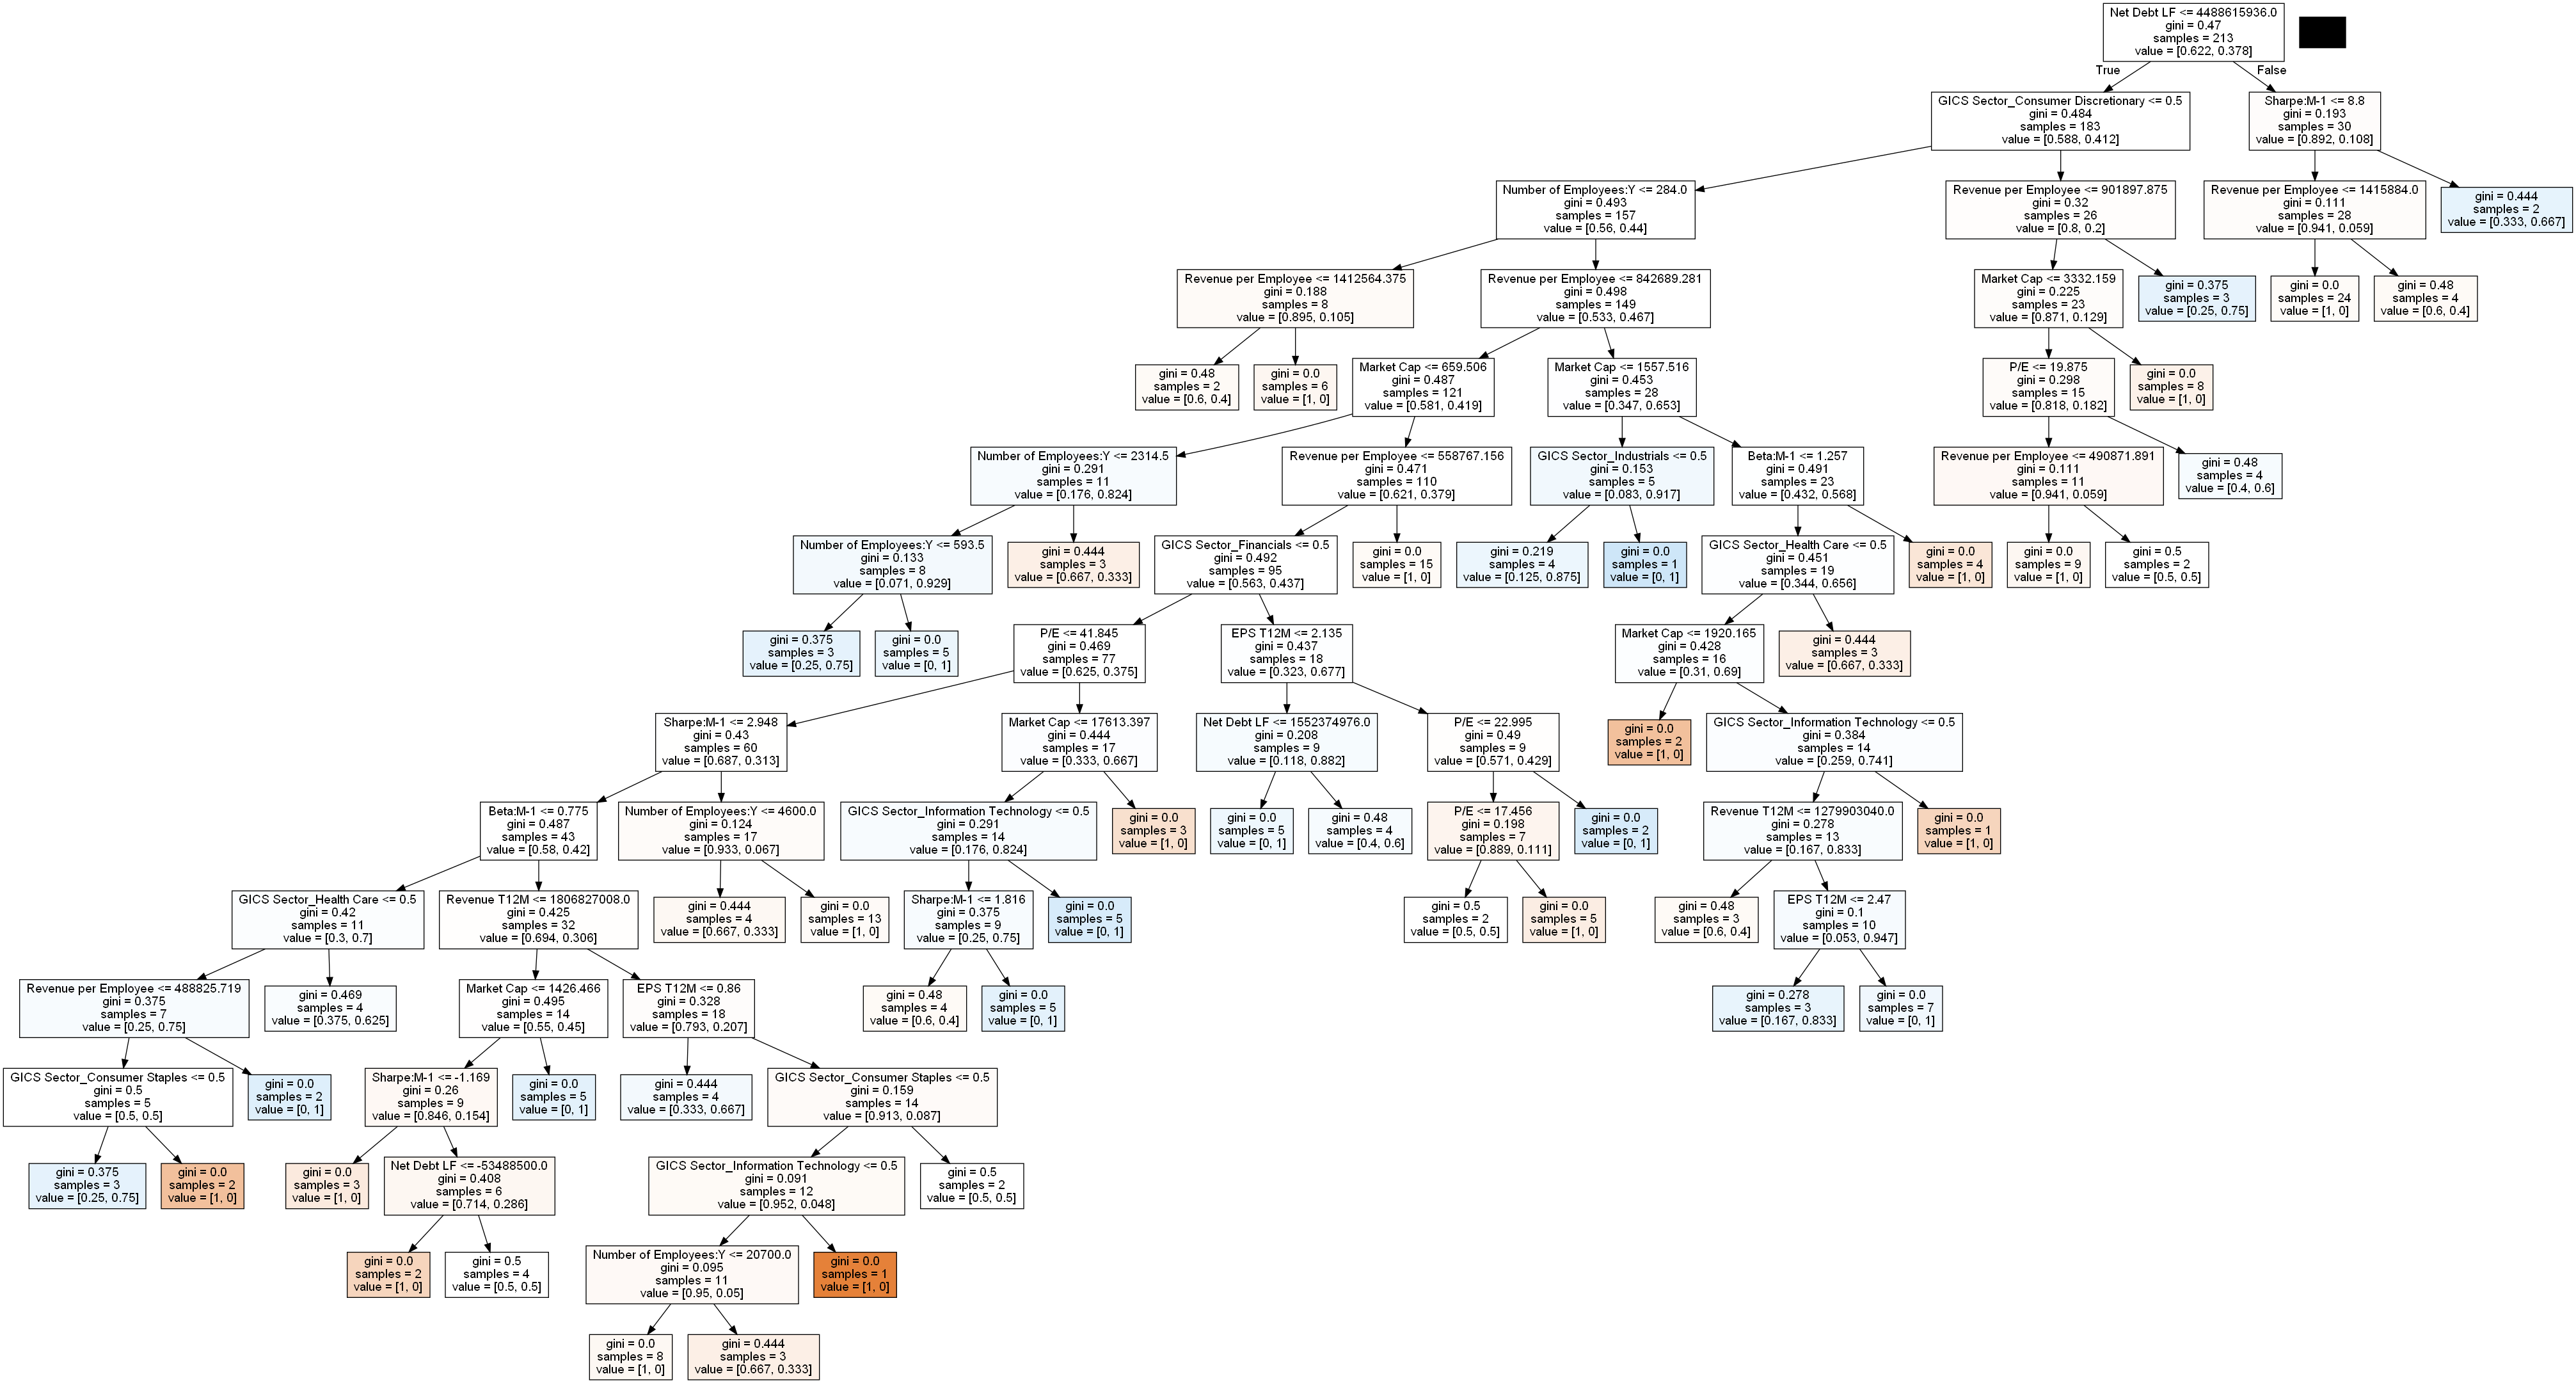 Net Debt LF <= 4488615936.0
gini = 0.47
samples = 213
value = [0.622, 0.378]
True
False
GICS Sector_Consumer Discretionary <= 0.5
gini = 0.484
samples = 183
value = [0.588, 0.412]
Sharpe:M-1 <= 8.8
gini = 0.193
samples = 30
value = [0.892, 0.108]
Number of Employees:Y <= 284.0
gini = 0.493
samples = 157
value = [0.56, 0.44]
Revenue per Employee <= 901897.875
gini = 0.32
samples = 26
value = [0.8, 0.2]
Revenue per Employee <= 1415884.0
gini = 0.111
samples = 28
value = [0.941, 0.059]
gini = 0.444
samples = 2
value = [0.333, 0.667]
Revenue per Employee <= 1412564.375
gini = 0.188
samples = 8
value = [0.895, 0.105]
Revenue per Employee <= 842689.281
gini = 0.498
samples = 149
value = [0.533, 0.467]
Market Cap <= 3332.159
gini = 0.225
samples = 23
value = [0.871, 0.129]
gini = 0.375
samples = 3
value = [0.25, 0.75]
gini = 0.0
samples = 24
value = [1, 0]
gini = 0.48
samples = 4
value = [0.6, 0.4]
gini = 0.48
samples = 2
value = [0.6, 0.4]
gini = 0.0
samples = 6
value = [1, 0]
Market Cap <= 659.506
gini = 0.487
samples = 121
value = [0.581, 0.419]
Market Cap <= 1557.516
gini = 0.453
samples = 28
value = [0.347, 0.653]
P/E <= 19.875
gini = 0.298
samples = 15
value = [0.818, 0.182]
gini = 0.0
samples = 8
value = [1, 0]
Number of Employees:Y <= 2314.5
gini = 0.291
samples = 11
value = [0.176, 0.824]
Revenue per Employee <= 558767.156
gini = 0.471
samples = 110
value = [0.621, 0.379]
GICS Sector_Industrials <= 0.5
gini = 0.153
samples = 5
value = [0.083, 0.917]
Beta:M-1 <= 1.257
gini = 0.491
samples = 23
value = [0.432, 0.568]
Revenue per Employee <= 490871.891
gini = 0.111
samples = 11
value = [0.941, 0.059]
gini = 0.48
samples = 4
value = [0.4, 0.6]
Number of Employees:Y <= 593.5
gini = 0.133
samples = 8
value = [0.071, 0.929]
gini = 0.444
samples = 3
value = [0.667, 0.333]
GICS Sector_Financials <= 0.5
gini = 0.492
samples = 95
value = [0.563, 0.437]
gini = 0.0
samples = 15
value = [1, 0]
gini = 0.219
samples = 4
value = [0.125, 0.875]
gini = 0.0
samples = 1
value = [0, 1]
GICS Sector_Health Care <= 0.5
gini = 0.451
samples = 19
value = [0.344, 0.656]
gini = 0.0
samples = 4
value = [1, 0]
gini = 0.0
samples = 9
value = [1, 0]
gini = 0.5
samples = 2
value = [0.5, 0.5]
gini = 0.375
samples = 3
value = [0.25, 0.75]
gini = 0.0
samples = 5
value = [0, 1]
P/E <= 41.845
gini = 0.469
samples = 77
value = [0.625, 0.375]
EPS T12M <= 2.135
gini = 0.437
samples = 18
value = [0.323, 0.677]
Market Cap <= 1920.165
gini = 0.428
samples = 16
value = [0.31, 0.69]
gini = 0.444
samples = 3
value = [0.667, 0.333]
Sharpe:M-1 <= 2.948
gini = 0.43
samples = 60
value = [0.687, 0.313]
Market Cap <= 17613.397
gini = 0.444
samples = 17
value = [0.333, 0.667]
Net Debt LF <= 1552374976.0
gini = 0.208
samples = 9
value = [0.118, 0.882]
P/E <= 22.995
gini = 0.49
samples = 9
value = [0.571, 0.429]
gini = 0.0
samples = 2
value = [1, 0]
GICS Sector_Information Technology <= 0.5
gini = 0.384
samples = 14
value = [0.259, 0.741]
Beta:M-1 <= 0.775
gini = 0.487
samples = 43
value = [0.58, 0.42]
Number of Employees:Y <= 4600.0
gini = 0.124
samples = 17
value = [0.933, 0.067]
GICS Sector_Information Technology <= 0.5
gini = 0.291
samples = 14
value = [0.176, 0.824]
gini = 0.0
samples = 3
value = [1, 0]
gini = 0.0
samples = 5
value = [0, 1]
gini = 0.48
samples = 4
value = [0.4, 0.6]
P/E <= 17.456
gini = 0.198
samples = 7
value = [0.889, 0.111]
gini = 0.0
samples = 2
value = [0, 1]
Revenue T12M <= 1279903040.0
gini = 0.278
samples = 13
value = [0.167, 0.833]
gini = 0.0
samples = 1
value = [1, 0]
GICS Sector_Health Care <= 0.5
gini = 0.42
samples = 11
value = [0.3, 0.7]
Revenue T12M <= 1806827008.0
gini = 0.425
samples = 32
value = [0.694, 0.306]
gini = 0.444
samples = 4
value = [0.667, 0.333]
gini = 0.0
samples = 13
value = [1, 0]
Sharpe:M-1 <= 1.816
gini = 0.375
samples = 9
value = [0.25, 0.75]
gini = 0.0
samples = 5
value = [0, 1]
gini = 0.5
samples = 2
value = [0.5, 0.5]
gini = 0.0
samples = 5
value = [1, 0]
gini = 0.48
samples = 3
value = [0.6, 0.4]
EPS T12M <= 2.47
gini = 0.1
samples = 10
value = [0.053, 0.947]
Revenue per Employee <= 488825.719
gini = 0.375
samples = 7
value = [0.25, 0.75]
gini = 0.469
samples = 4
value = [0.375, 0.625]
Market Cap <= 1426.466
gini = 0.495
samples = 14
value = [0.55, 0.45]
EPS T12M <= 0.86
gini = 0.328
samples = 18
value = [0.793, 0.207]
gini = 0.48
samples = 4
value = [0.6, 0.4]
gini = 0.0
samples = 5
value = [0, 1]
gini = 0.278
samples = 3
value = [0.167, 0.833]
gini = 0.0
samples = 7
value = [0, 1]
GICS Sector_Consumer Staples <= 0.5
gini = 0.5
samples = 5
value = [0.5, 0.5]
gini = 0.0
samples = 2
value = [0, 1]
Sharpe:M-1 <= -1.169
gini = 0.26
samples = 9
value = [0.846, 0.154]
gini = 0.0
samples = 5
value = [0, 1]
gini = 0.444
samples = 4
value = [0.333, 0.667]
GICS Sector_Consumer Staples <= 0.5
gini = 0.159
samples = 14
value = [0.913, 0.087]
gini = 0.375
samples = 3
value = [0.25, 0.75]
gini = 0.0
samples = 2
value = [1, 0]
gini = 0.0
samples = 3
value = [1, 0]
Net Debt LF <= -53488500.0
gini = 0.408
samples = 6
value = [0.714, 0.286]
GICS Sector_Information Technology <= 0.5
gini = 0.091
samples = 12
value = [0.952, 0.048]
gini = 0.5
samples = 2
value = [0.5, 0.5]
gini = 0.0
samples = 2
value = [1, 0]
gini = 0.5
samples = 4
value = [0.5, 0.5]
Number of Employees:Y <= 20700.0
gini = 0.095
samples = 11
value = [0.95, 0.05]
gini = 0.0
samples = 1
value = [1, 0]
gini = 0.0
samples = 8
value = [1, 0]
gini = 0.444
samples = 3
value = [0.667, 0.333]